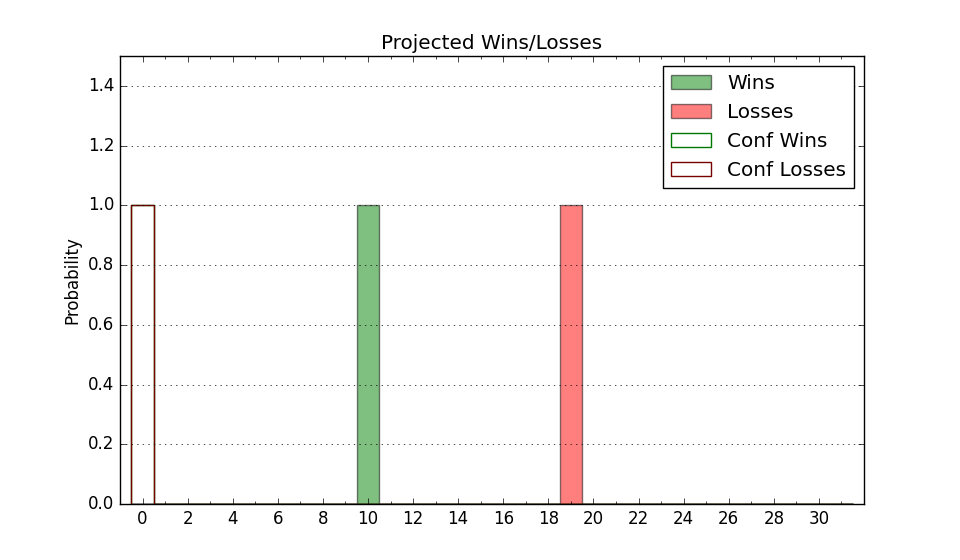 Projected Wins/Losses
Wins
Losses
Conf Wins
Conf Losses
Probability
1.4
1.2
1.0
0.8
0.6
0.4
0.2
0.0
0 2 4 6 8 10 12 14 16 18 20 22 24 26 28 30